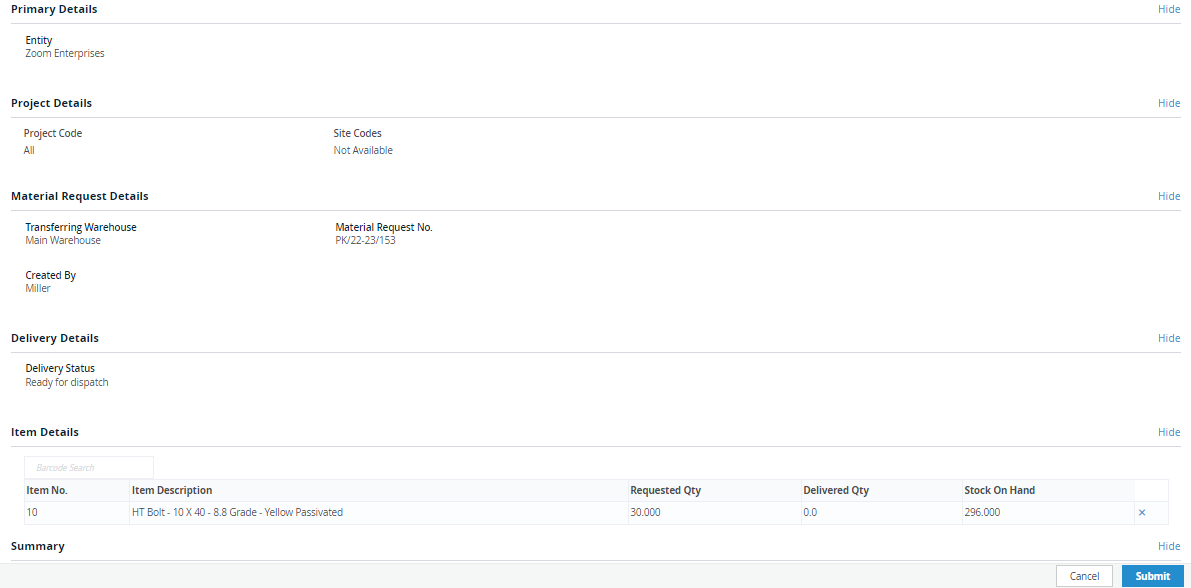 Primary Details Hide
Entity
Zoom Enterprises
Project Details Hide
Project Code Site Codes
All Not Available
Material Request Details Hide
Transferring Warehouse Material Request No.
Main Warehouse PK/22-23/153
Created By
Miller
Delivery Details Hide
Delivery Status
Ready for dispatch
Item Details Hide
Barcode Search
Item No. Item Description Requested Qty Delivered Qty Stock On Hand
10 HT Bolt - 10 X 40 - 8.8 Grade - Yellow Passivated 30.000 0.0 296.000 ×
Summary Hide
Cancel Submit